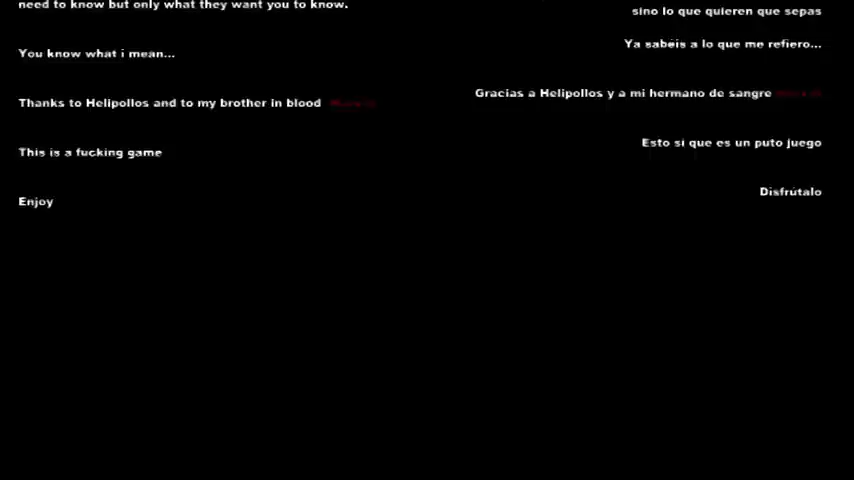 need to know but only what they want you to know.
You know what i mean...
Thanks to Helipollos and to my brother in blood
This is a fucking game
Enjoy
sino lo que quieren que sepas
Ya sabéis a lo que me refiero...
Gracias a Helipollos y a mi hermano de sangre
Esto si que es un puto juego
Disfrútalo